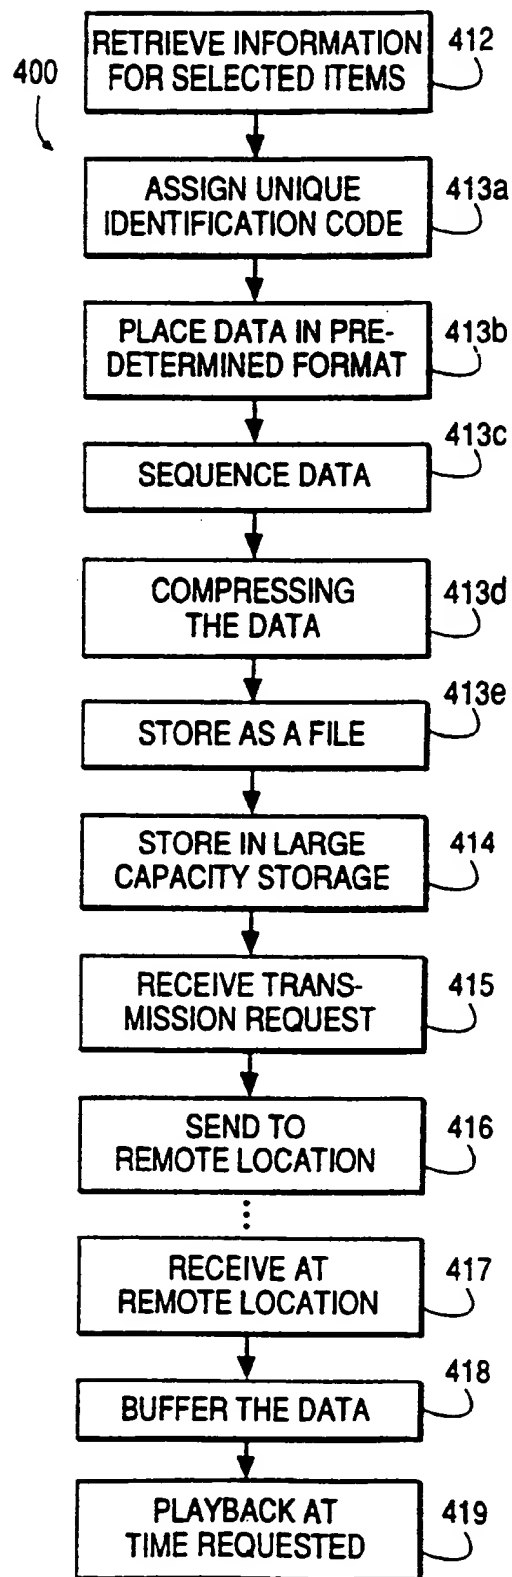 RETRIEVE INFORMATION
FOR SELECTED ITEMS
412
400
ASSIGN UNIQUE
IDENTIFICATION CODE
413a
PLACE DATA IN PRE-
DETERMINED FORMAT
413b
SEQUENCE DATA
413c
COMPRESSING
THE DATA
413d
STORE AS A FILE
413e
STORE IN LARGE
CAPACITY STORAGE
414
RECEIVE TRANS-
MISSION REQUEST
415
SEND TO
REMOTE LOCATION
416
RECEIVE AT
REMOTE LOCATION
417
BUFFER THE DATA
418
PLAYBACK AT
TIME REQUESTED
419